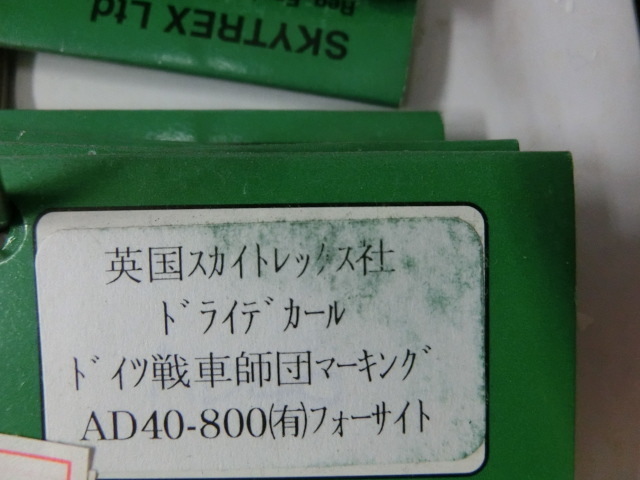 SKYTREX Ltd
英国スカイトレックス社
ドライデカール
ドイツ戦車師団マーキング
AD40-800㈲フォーサイト